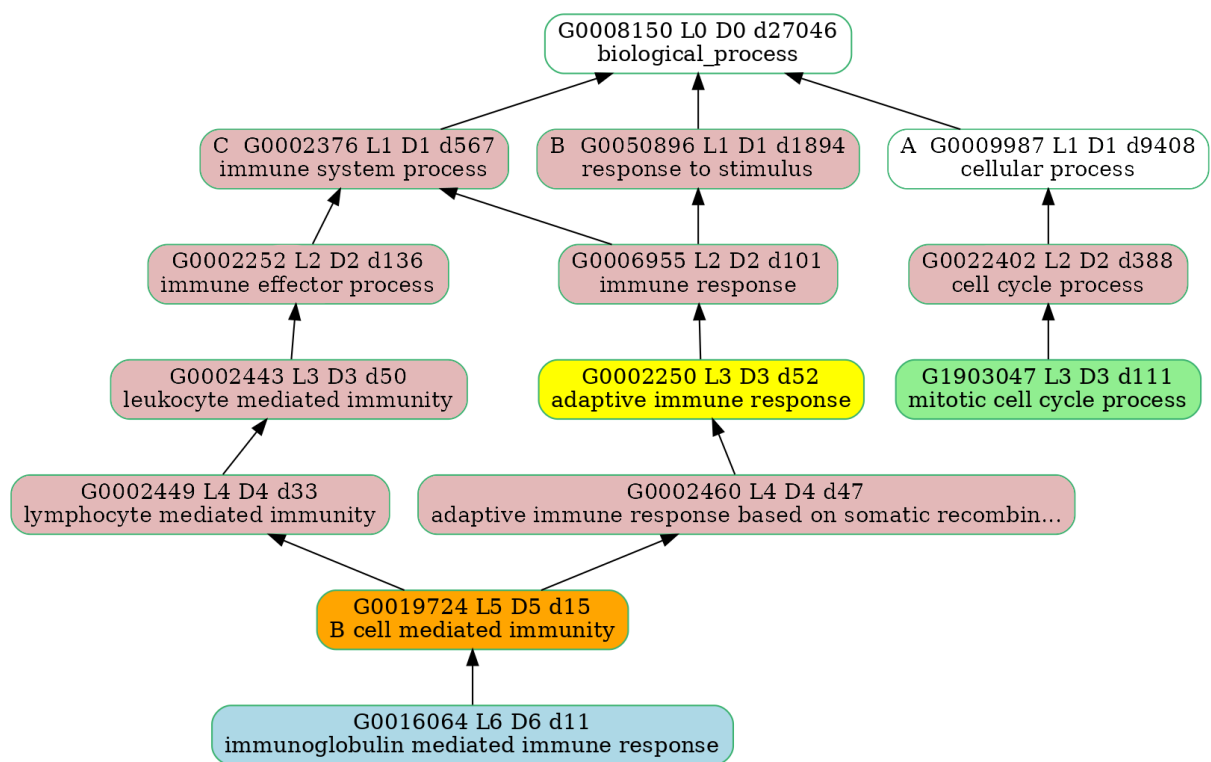 G0008150 L0 D0 d27046
biological_process
C  G0002376 L1 D1 d567
immune system process
B  G0050896 L1 D1 d1894
response to stimulus
A  G0009987 L1 D1 d9408
cellular process
G0002252 L2 D2 d136
immune effector process
G0006955 L2 D2 d101
immune response
G0022402 L2 D2 d388
cell cycle process
G0002443 L3 D3 d50
leukocyte mediated immunity
G0002250 L3 D3 d52
adaptive immune response
G1903047 L3 D3 d111
mitotic cell cycle process
G0002449 L4 D4 d33
lymphocyte mediated immunity
G0002460 L4 D4 d47
adaptive immune response based on somatic recombin...
G0019724 L5 D5 d15
B cell mediated immunity
G0016064 L6 D6 d11
immunoglobulin mediated immune response